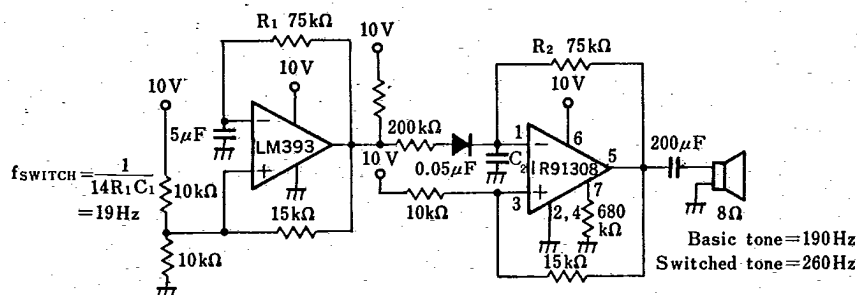 R₁ 75kΩ
10V
10V
10V
5μF
LM393
−
+
fSWITCH=1/14R₁C₁
=19Hz
10kΩ
10kΩ
15kΩ
200kΩ
10V
10kΩ
0.05μF
C₂
R₂ 75kΩ
10V
1
−
6
IR91308
5
+
3
7
2,4
680
kΩ
15kΩ
200μF
8Ω
Basic tone=190Hz
Switched tone=260Hz